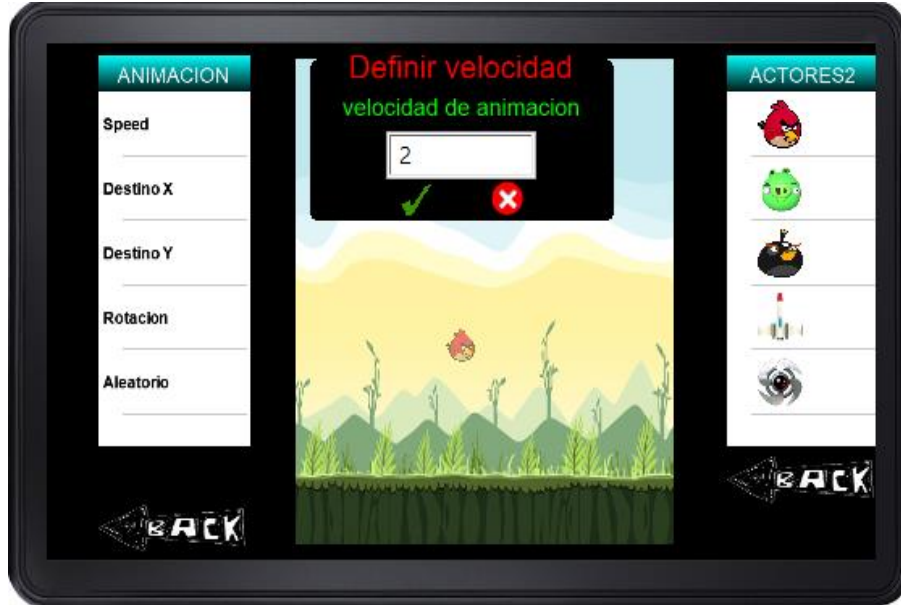 ANIMACION
Speed
Destino X
Destino Y
Rotacion
Aleatorio
BACK
Definir velocidad
velocidad de animacion
2
ACTORES2
BACK